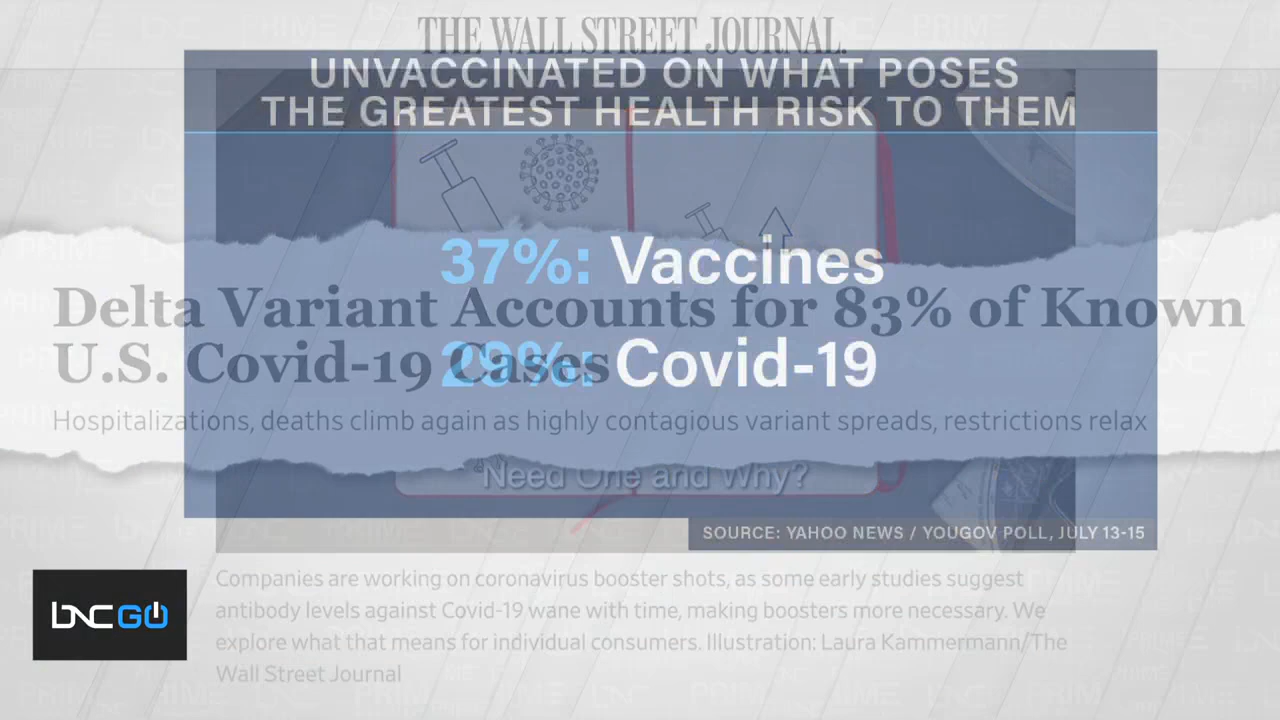 THE WALL STREET JOURNAL.
UNVACCINATED ON WHAT POSES
THE GREATEST HEALTH RISK TO THEM
37%: Vaccines
Delta Variant Accounts for 83% of Known
U.S. Covid-19 Cases
29%: Covid-19
Hospitalizations, deaths climb again as highly contagious variant spreads, restrictions relax
Need One and Why?
SOURCE: YAHOO NEWS / YOUGOV POLL, JULY 13-15
Companies are working on coronavirus booster shots, as some early studies suggest
antibody levels against Covid-19 wane with time, making boosters more necessary. We
explore what that means for individual consumers. Illustration: Laura Kammermann/The
Wall Street Journal
BNC GO